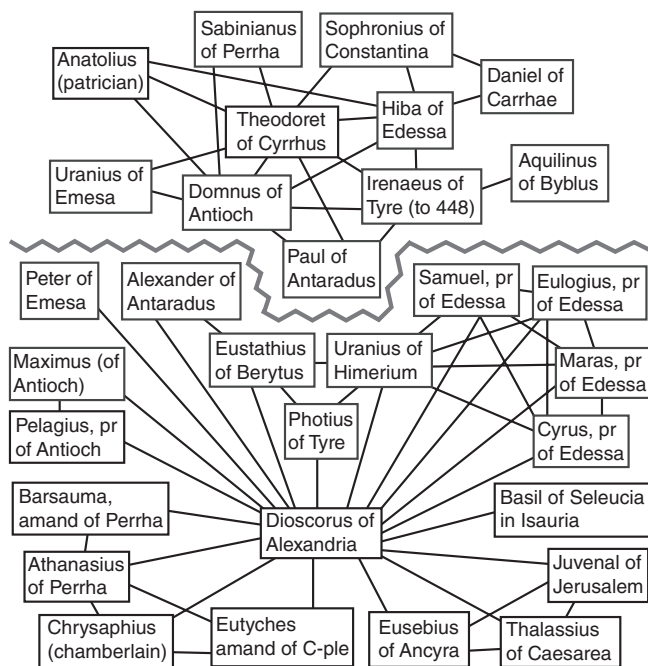 Sabinianus
of Perrha
Sophronius of
Constantina
Anatolius
(patrician)
Daniel of
Carrhae
Theodoret
of Cyrrhus
Hiba of
Edessa
Uranius
of Emesa
Domnus of
Antioch
Irenaeus of
Tyre (to 448)
Aquilinus
of Byblus
Paul of
Antaradus
Peter of
Emesa
Alexander of
Antaradus
Samuel, pr
of Edessa
Eulogius, pr
of Edessa
Maximus (of
Antioch)
Eustathius
of Berytus
Uranius of
Himerium
Maras, pr
of Edessa
Pelagius, pr
of Antioch
Photius
of Tyre
Cyrus, pr
of Edessa
Barsauma,
amand of Perrha
Dioscorus of
Alexandria
Basil of Seleucia
in Isauria
Athanasius
of Perrha
Juvenal of
Jerusalem
Chrysaphius
(chamberlain)
Eutyches
amand of C-ple
Eusebius
of Ancyra
Thalassius
of Caesarea